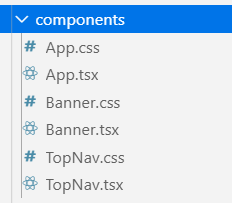 components
# App.css
App.tsx
# Banner.css
Banner.tsx
# TopNav.css
TopNav.tsx